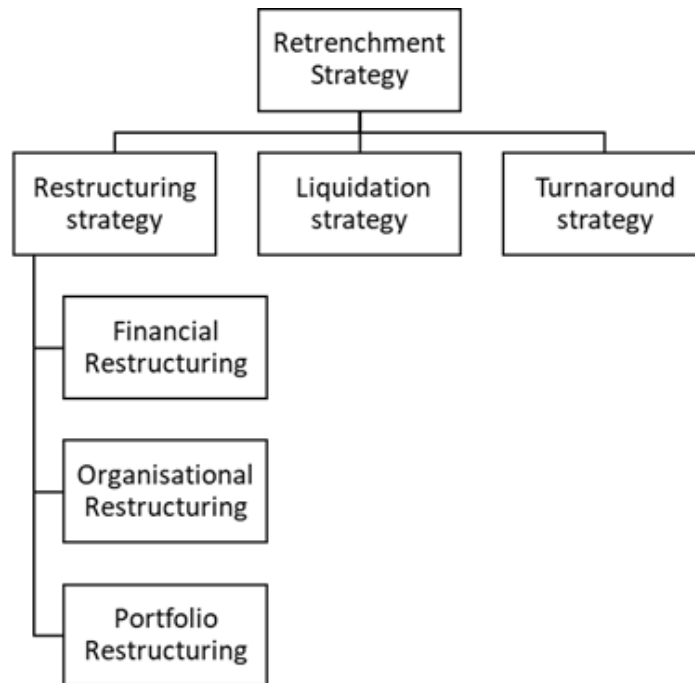 Retrenchment
Strategy
Restructuring
strategy
Liquidation
strategy
Turnaround
strategy
Financial
Restructuring
Organisational
Restructuring
Portfolio
Restructuring